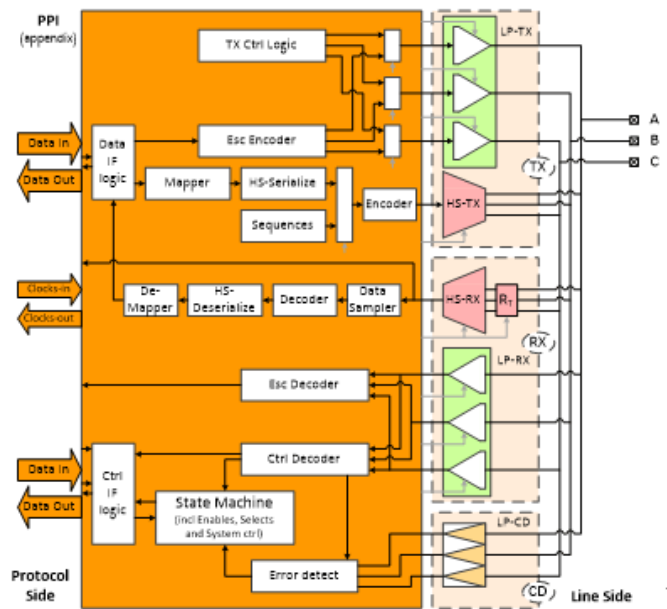 PPI
(appendix)
TX Ctrl Logic
LP-TX
A
B
C
Data In
Data Out
Data
IF
logic
Esc Encoder
TX
Mapper
HS-Serialize
Sequences
Encoder
HS-TX
Clocks-in
Clocks-out
De-
Mapper
HS-
Deserialize
Decoder
Data
Sampler
HS-RX
RT
RX
LP-RX
Esc Decoder
Data In
Data Out
Ctrl
IF
logic
Ctrl Decoder
State Machine
(incl Enables, Selects
and System ctrl)
Error detect
LP-CD
CD
Protocol
Side
Line Side